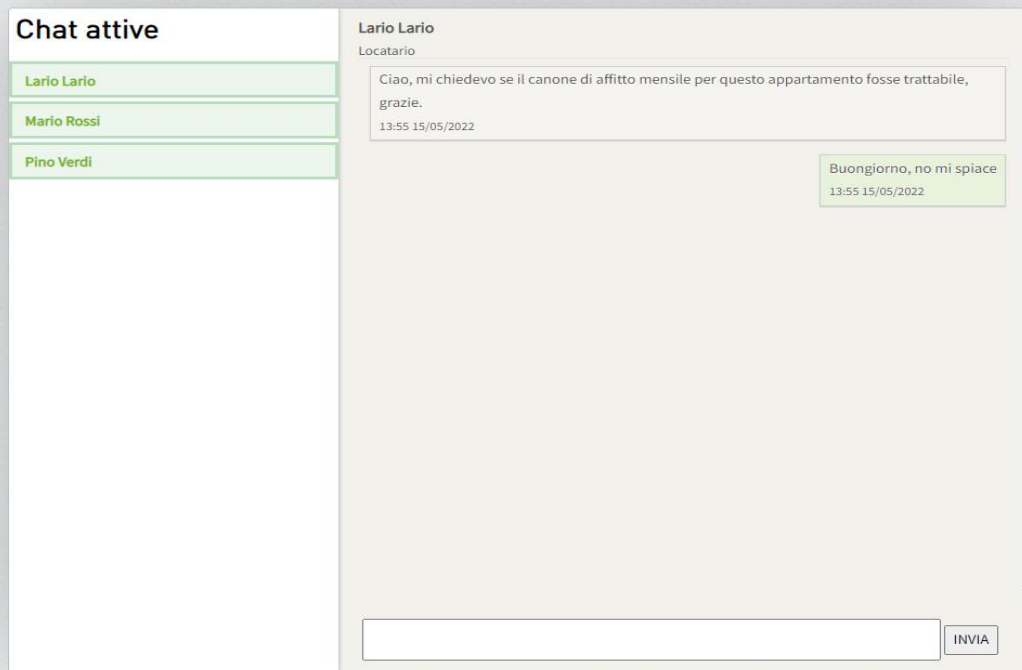 Chat attive
Lario Lario
Mario Rossi
Pino Verdi
Lario Lario
Locatario
Ciao, mi chiedevo se il canone di affitto mensile per questo appartamento fosse trattabile,
grazie.
13:55 15/05/2022
Buongiorno, no mi spiace
13:55 15/05/2022
INVIA